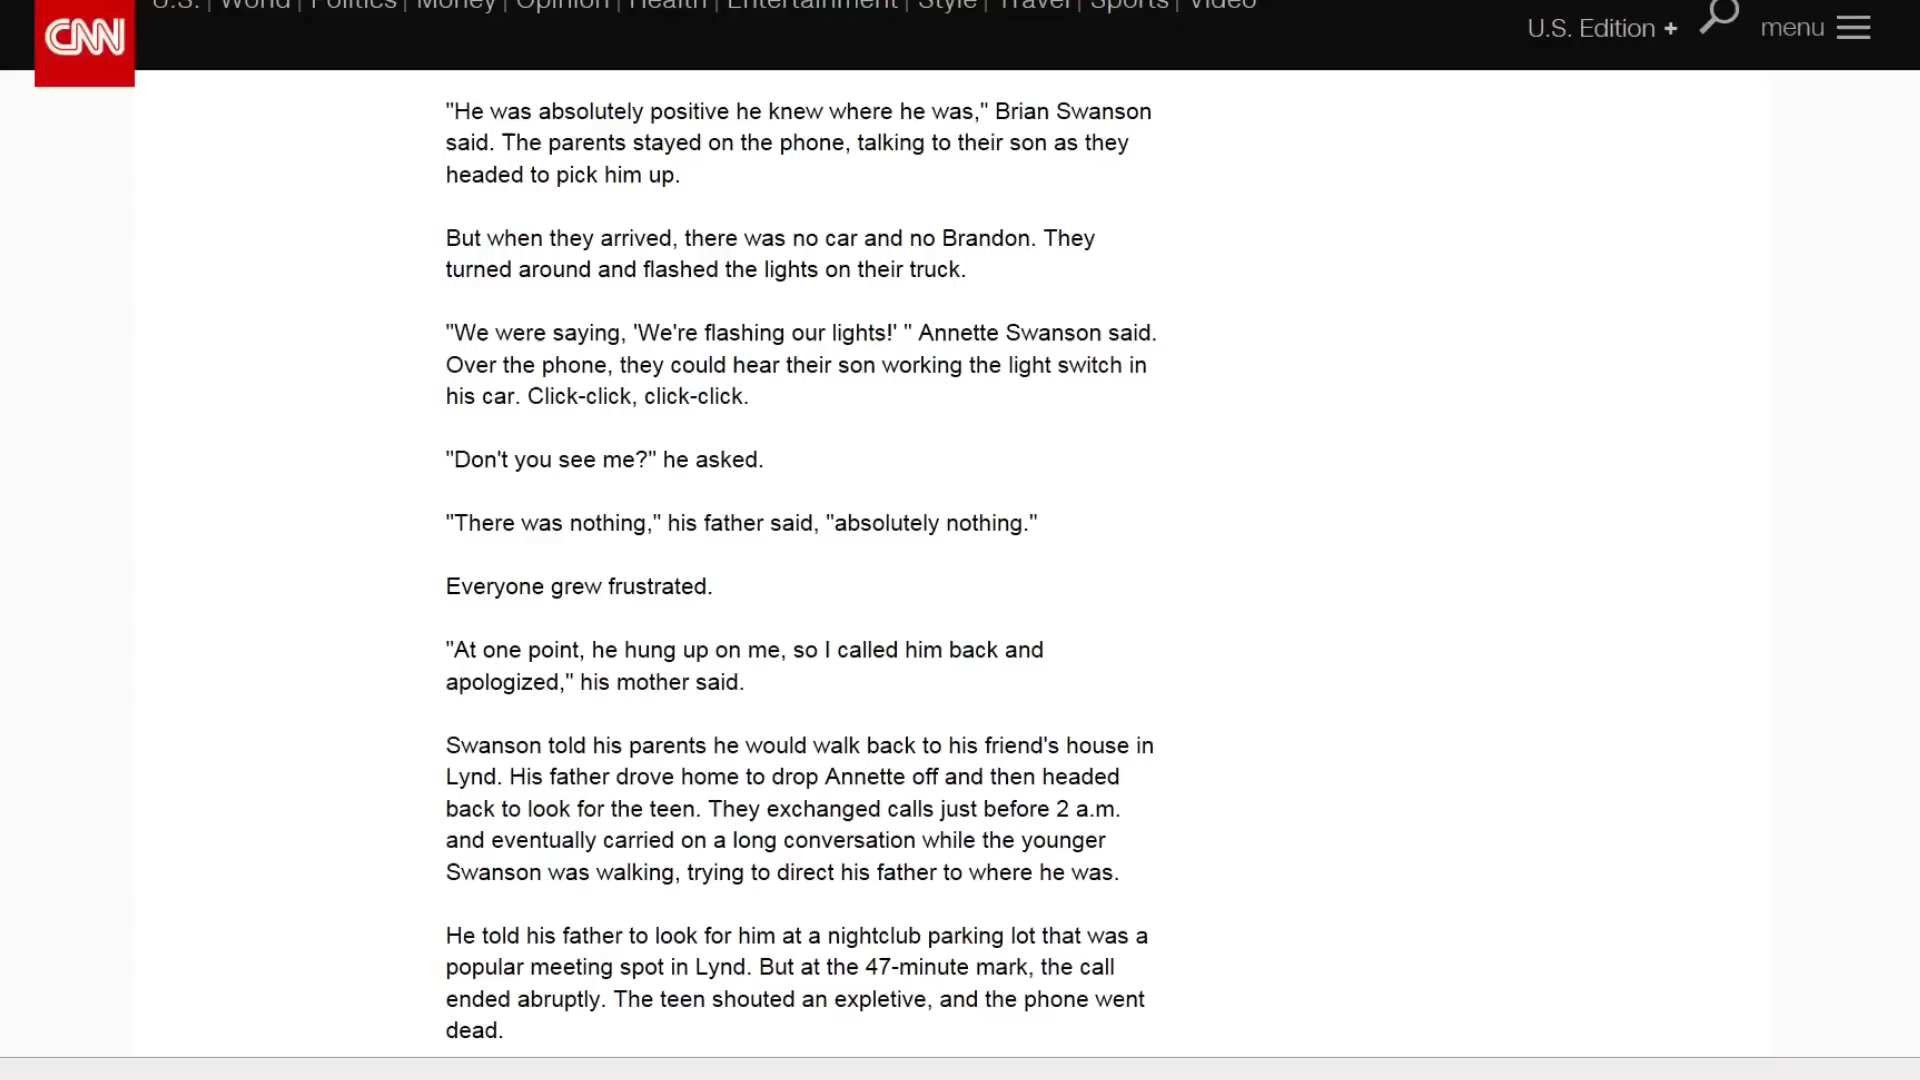 U.S. | World | Politics | Money | Opinion | Health | Entertainment | Style | Travel | Sports | Video
CNN
U.S. Edition +
menu
"He was absolutely positive he knew where he was," Brian Swanson
said. The parents stayed on the phone, talking to their son as they
headed to pick him up.
But when they arrived, there was no car and no Brandon. They
turned around and flashed the lights on their truck.
"We were saying, 'We're flashing our lights!' " Annette Swanson said.
Over the phone, they could hear their son working the light switch in
his car. Click-click, click-click.
"Don't you see me?" he asked.
"There was nothing," his father said, "absolutely nothing."
Everyone grew frustrated.
"At one point, he hung up on me, so I called him back and
apologized," his mother said.
Swanson told his parents he would walk back to his friend's house in
Lynd. His father drove home to drop Annette off and then headed
back to look for the teen. They exchanged calls just before 2 a.m.
and eventually carried on a long conversation while the younger
Swanson was walking, trying to direct his father to where he was.
He told his father to look for him at a nightclub parking lot that was a
popular meeting spot in Lynd. But at the 47-minute mark, the call
ended abruptly. The teen shouted an expletive, and the phone went
dead.